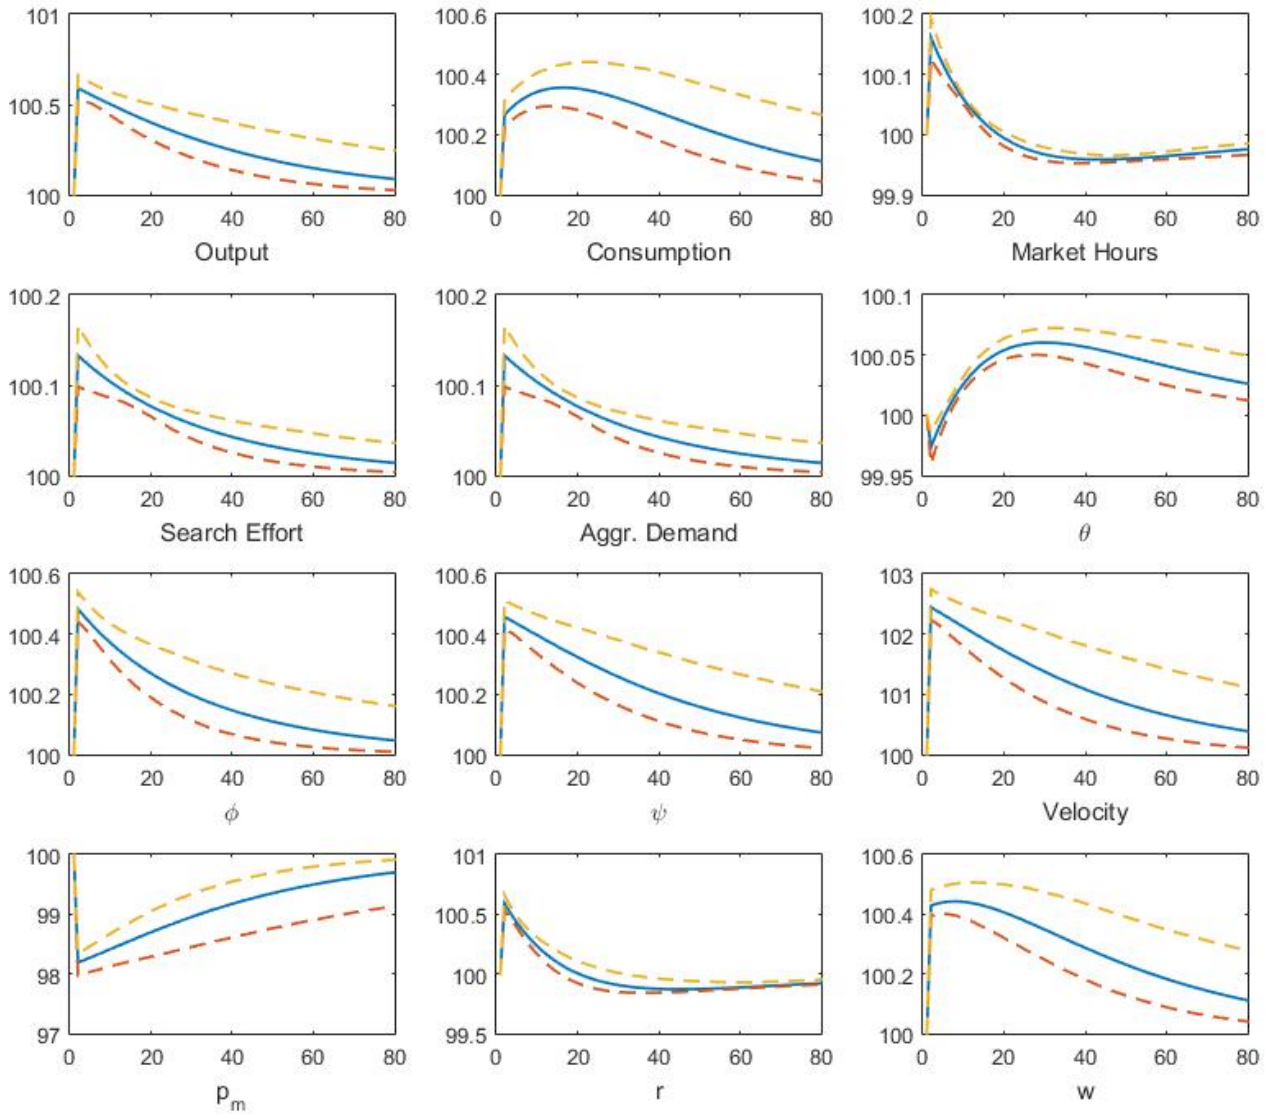 101
100.5
100
0 20 40 60 80
Output
100.6
100.4
100.2
100
0 20 40 60 80
Consumption
100.2
100.1
100
99.9
0 20 40 60 80
Market Hours
100.2
100.1
100
0 20 40 60 80
Search Effort
100.2
100.1
100
0 20 40 60 80
Aggr. Demand
100.1
100.05
100
99.95
0 20 40 60 80
θ
100.6
100.4
100.2
100
0 20 40 60 80
ϕ
100.6
100.4
100.2
100
0 20 40 60 80
ψ
103
102
101
100
0 20 40 60 80
Velocity
100
99
98
97
0 20 40 60 80
p_m
101
100.5
100
99.5
0 20 40 60 80
r
100.6
100.4
100.2
100
0 20 40 60 80
w